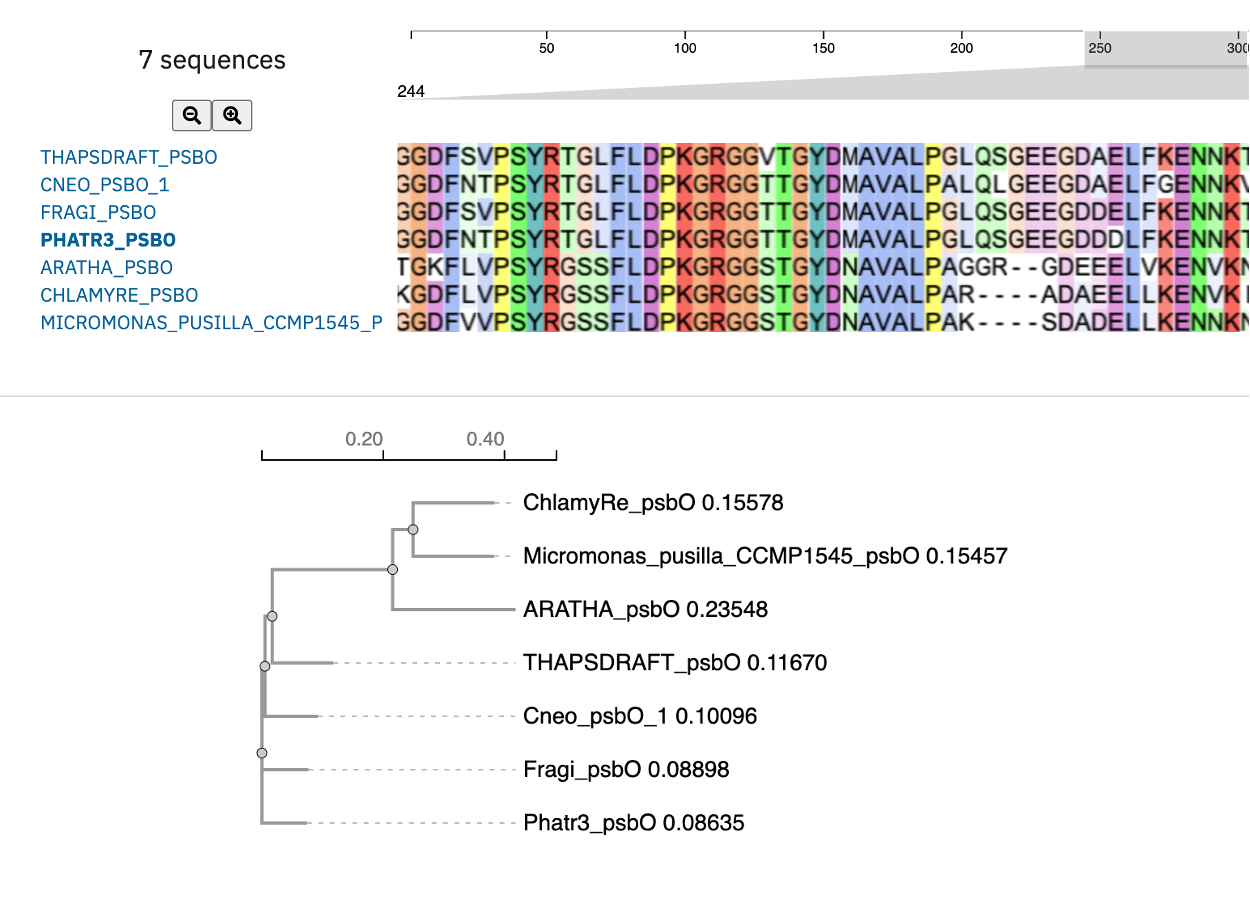 7 sequences
50 100 150 200 250 300
244
THAPSDRAFT_PSBO GGDFSVPSYRTGLFLDPKGRGGVTGYDMAVALPGLQSGEEGDAELFKENNKT
CNEO_PSBO_1 GGDFNTPSYRTGLFLDPKGRGGTTGYDMAVALPALQLGEEGDAELFGENNKV
FRAGI_PSBO GGDFSVPSYRTGLFLDPKGRGGTTGYDMAVALPGLQSGEEGDDELFKENNKT
PHATR3_PSBO GGDFNTPSYRTGLFLDPKGRGGTTGYDMAVALPGLQSGEEGDDDLFKENNKT
ARATHA_PSBO TGKFLVPSYRGSSFLDPKGRGGSTGYDNAVALPAGGR--GDEEELVKENVKN
CHLAMYRE_PSBO KGDFLVPSYRGSSFLDPKGRGGSTGYDNAVALPAR----ADAEELLKENVK
MICROMONAS_PUSILLA_CCMP1545_P GGDFVVPSYRGSSFLDPKGRGGSTGYDNAVALPAK----SDADELLKENNKN
0.20 0.40
ChlamyRe_psbO 0.15578
Micromonas_pusilla_CCMP1545_psbO 0.15457
ARATHA_psbO 0.23548
THAPSDRAFT_psbO 0.11670
Cneo_psbO_1 0.10096
Fragi_psbO 0.08898
Phatr3_psbO 0.08635